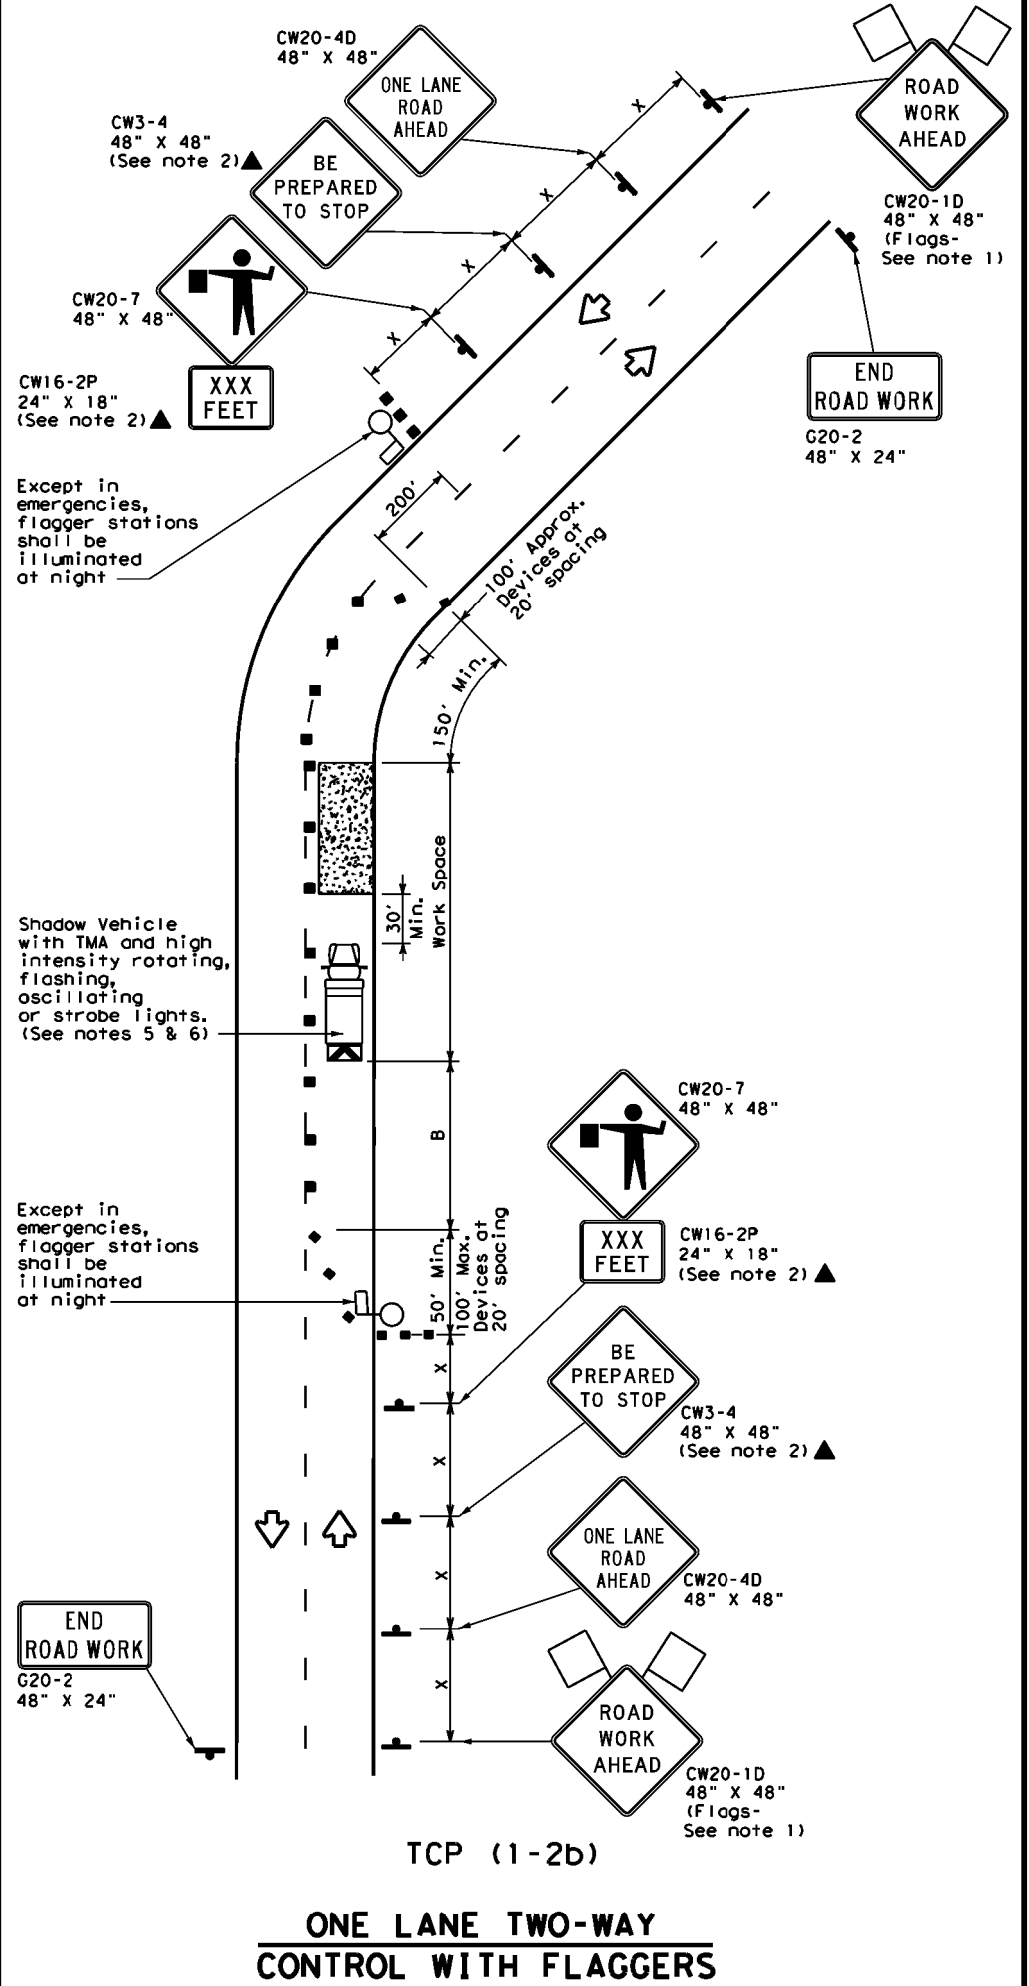 CW20-4D
48" X 48"
ONE LANE
ROAD
AHEAD
ROAD
WORK
AHEAD
CW20-1D
48" X 48"
(Flags-
See note 1)
CW3-4
48" X 48"
(See note 2)▲
BE
PREPARED
TO STOP
X
X
X
X
CW20-7
48" X 48"
CW16-2P
24" X 18"
(See note 2)▲
XXX
FEET
END
ROAD WORK
G20-2
48" X 24"
Except in
emergencies,
flagger stations
shall be
illuminated
at night
200'
100' Approx.
Devices at
20' spacing
150' Min.
Work Space
30'
Min.
Shadow Vehicle
with TMA and high
intensity rotating,
flashing,
oscillating
or strobe lights.
(See notes 5 & 6)
B
CW20-7
48" X 48"
XXX
FEET
CW16-2P
24" X 18"
(See note 2)▲
Except in
emergencies,
flagger stations
shall be
illuminated
at night
50' Min.
100' Max.
Devices at
20' spacing
X
X
X
X
BE
PREPARED
TO STOP
CW3-4
48" X 48"
(See note 2)▲
ONE LANE
ROAD
AHEAD
CW20-4D
48" X 48"
END
ROAD WORK
G20-2
48" X 24"
ROAD
WORK
AHEAD
CW20-1D
48" X 48"
(Flags-
See note 1)
TCP (1-2b)
ONE LANE TWO-WAY
CONTROL WITH FLAGGERS